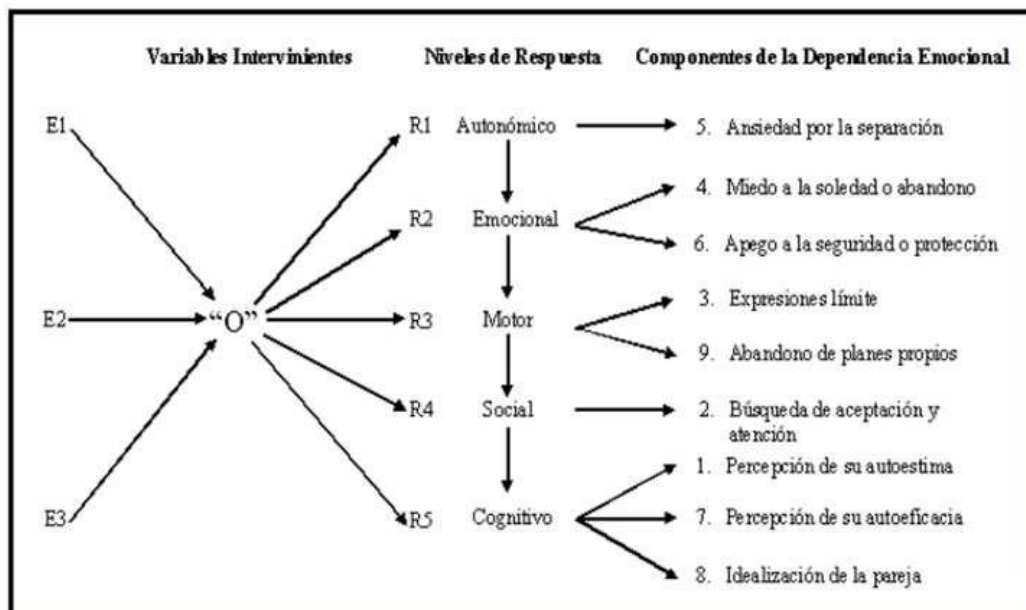 Variables Intervinientes Niveles de Respuesta Componentes de la Dependencia Emocional
E1 R1 Autonómico 5. Ansiedad por la separación
4. Miedo a la soledad o abandono
R2 Emocional
6. Apego a la seguridad o protección
3. Expresiones límite
E2 "O" R3 Motor
9. Abandono de planes propios
R4 Social 2. Búsqueda de aceptación y
atención
1. Percepción de su autoestima
E3 R5 Cognitivo 7. Percepción de su autoeficacia
8. Idealización de la pareja